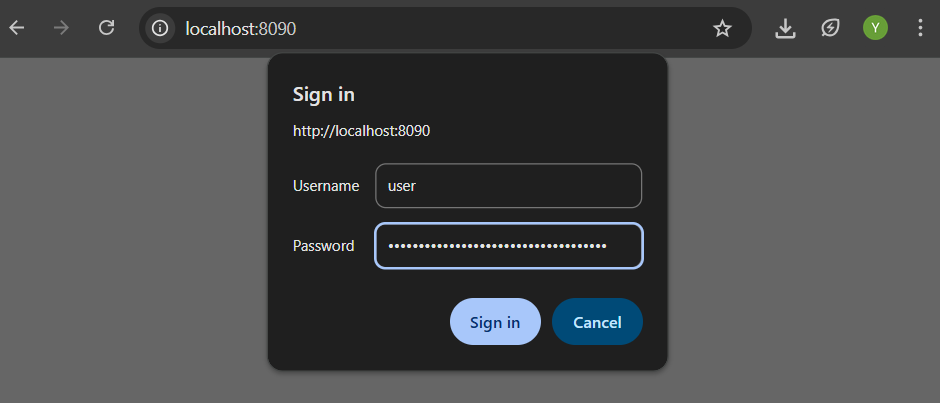 localhost:8090
Y
Sign in
http://localhost:8090
Username user
Password ••••••••••••••••••••••••••••••••••••
Sign in Cancel